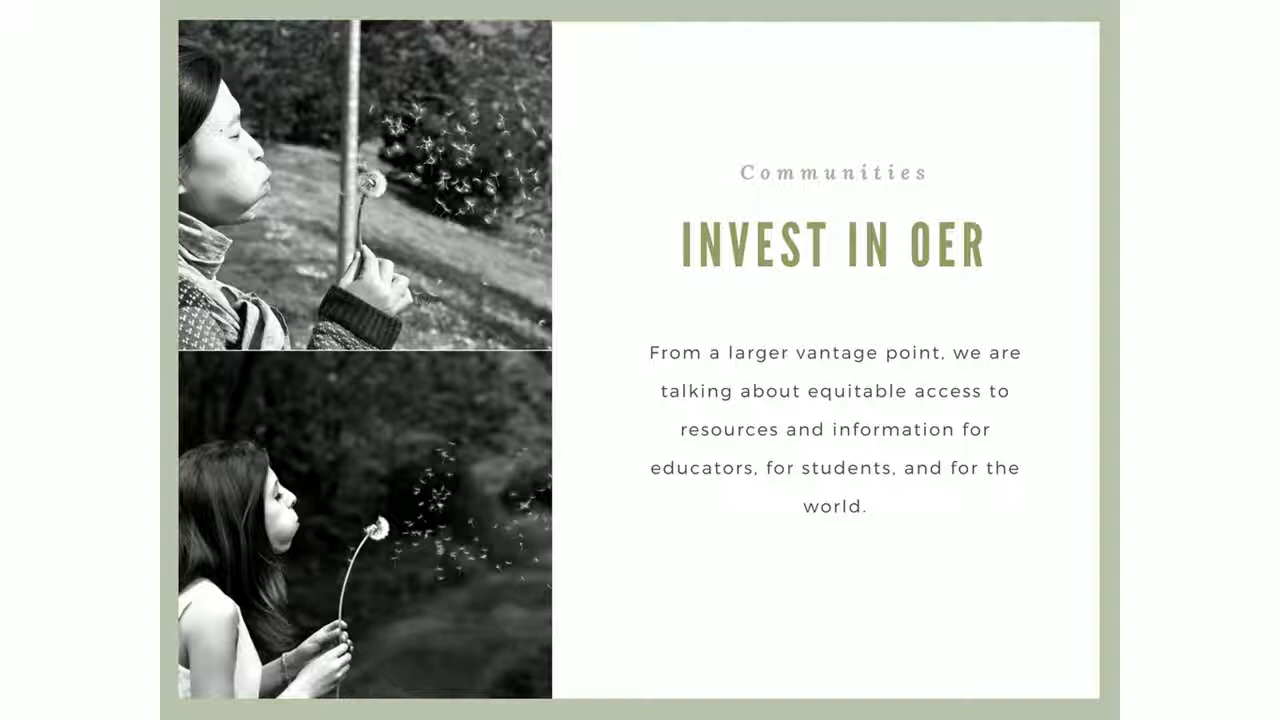 Communities
INVEST IN OER
From a larger vantage point, we are
talking about equitable access to
resources and information for
educators, for students, and for the
world.